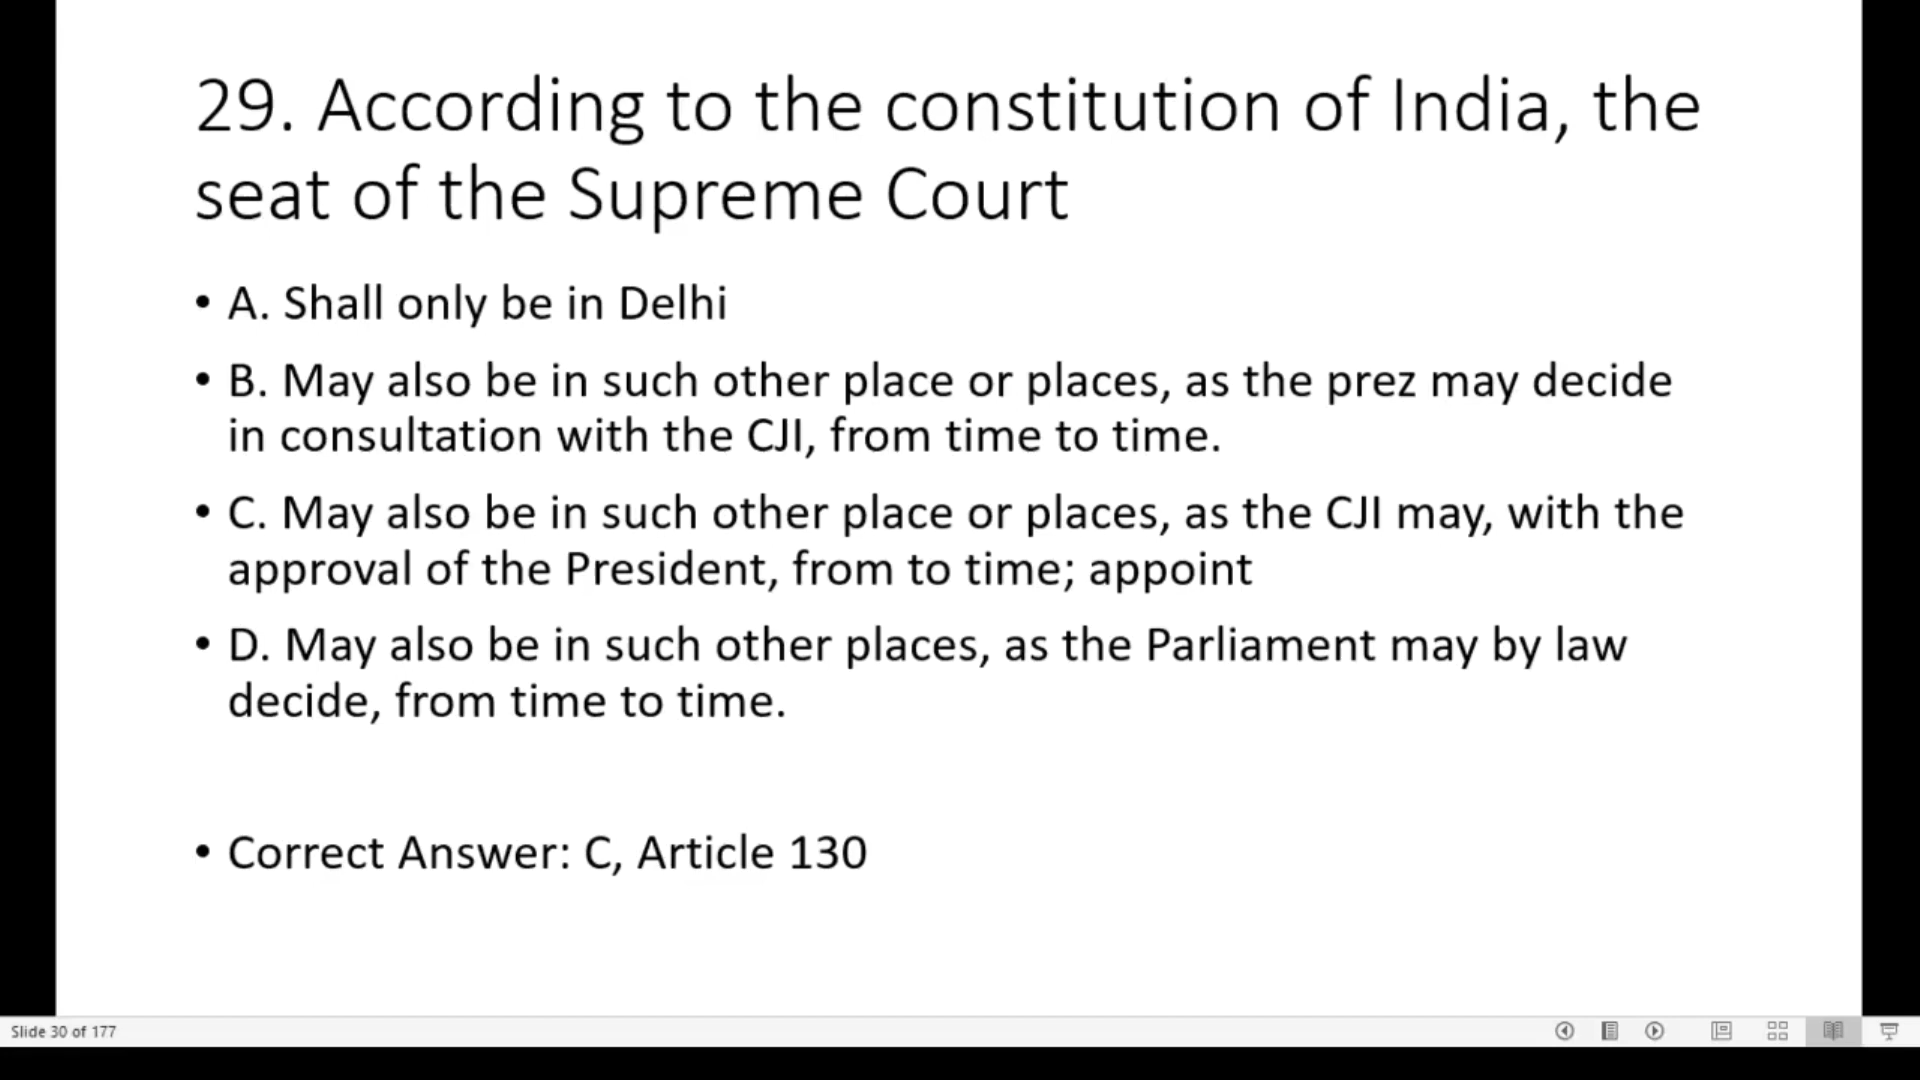 29. According to the constitution of India, the
seat of the Supreme Court
• A. Shall only be in Delhi
• B. May also be in such other place or places, as the prez may decide
in consultation with the CJI, from time to time.
• C. May also be in such other place or places, as the CJI may, with the
approval of the President, from to time; appoint
• D. May also be in such other places, as the Parliament may by law
decide, from time to time.
• Correct Answer: C, Article 130
Slide 30 of 177